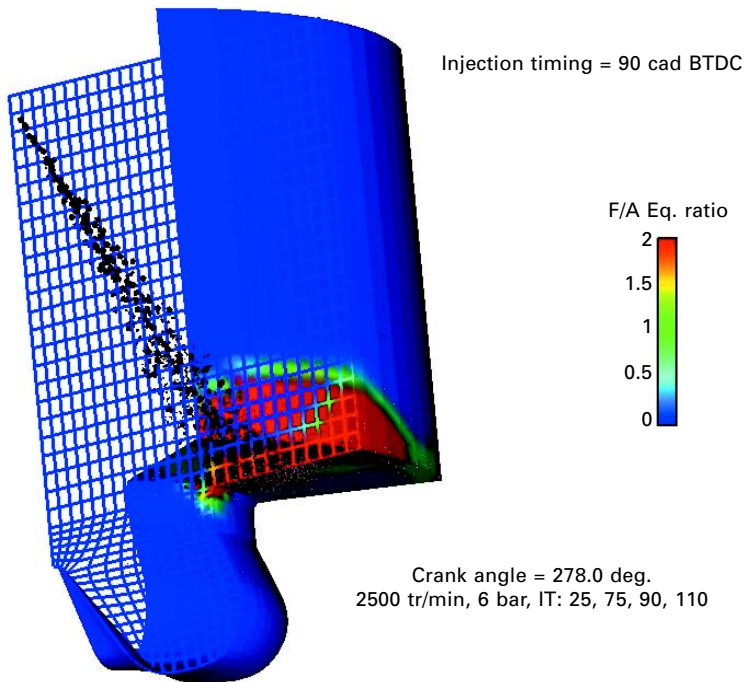 Injection timing = 90 cad BTDC
F/A Eq. ratio
2
1.5
1
0.5
0
Crank angle = 278.0 deg.
2500 tr/min, 6 bar, IT: 25, 75, 90, 110